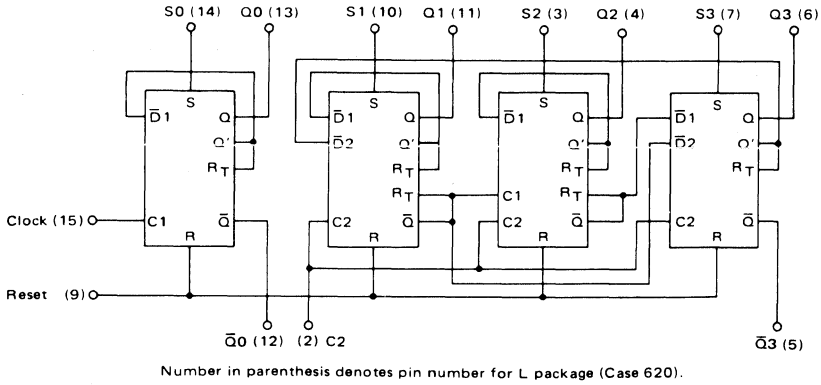 S0 (14) Q0 (13) S1 (10) Q1 (11) S2 (3) Q2 (4) S3 (7) Q3 (6)
S S S S
D̅1 Q D̅1 Q D̅1 Q D̅1 Q
Q' D̅2 Q' Q' D̅2 Q'
RT RT RT RT
RT C1 RT
Clock (15) C1 Q̅ C2 Q̅ C2 Q̅ C2 Q̅
R R R R
Reset (9)
Q̅0 (12) (2) C2 Q̅3 (5)
Number in parenthesis denotes pin number for L package (Case 620).